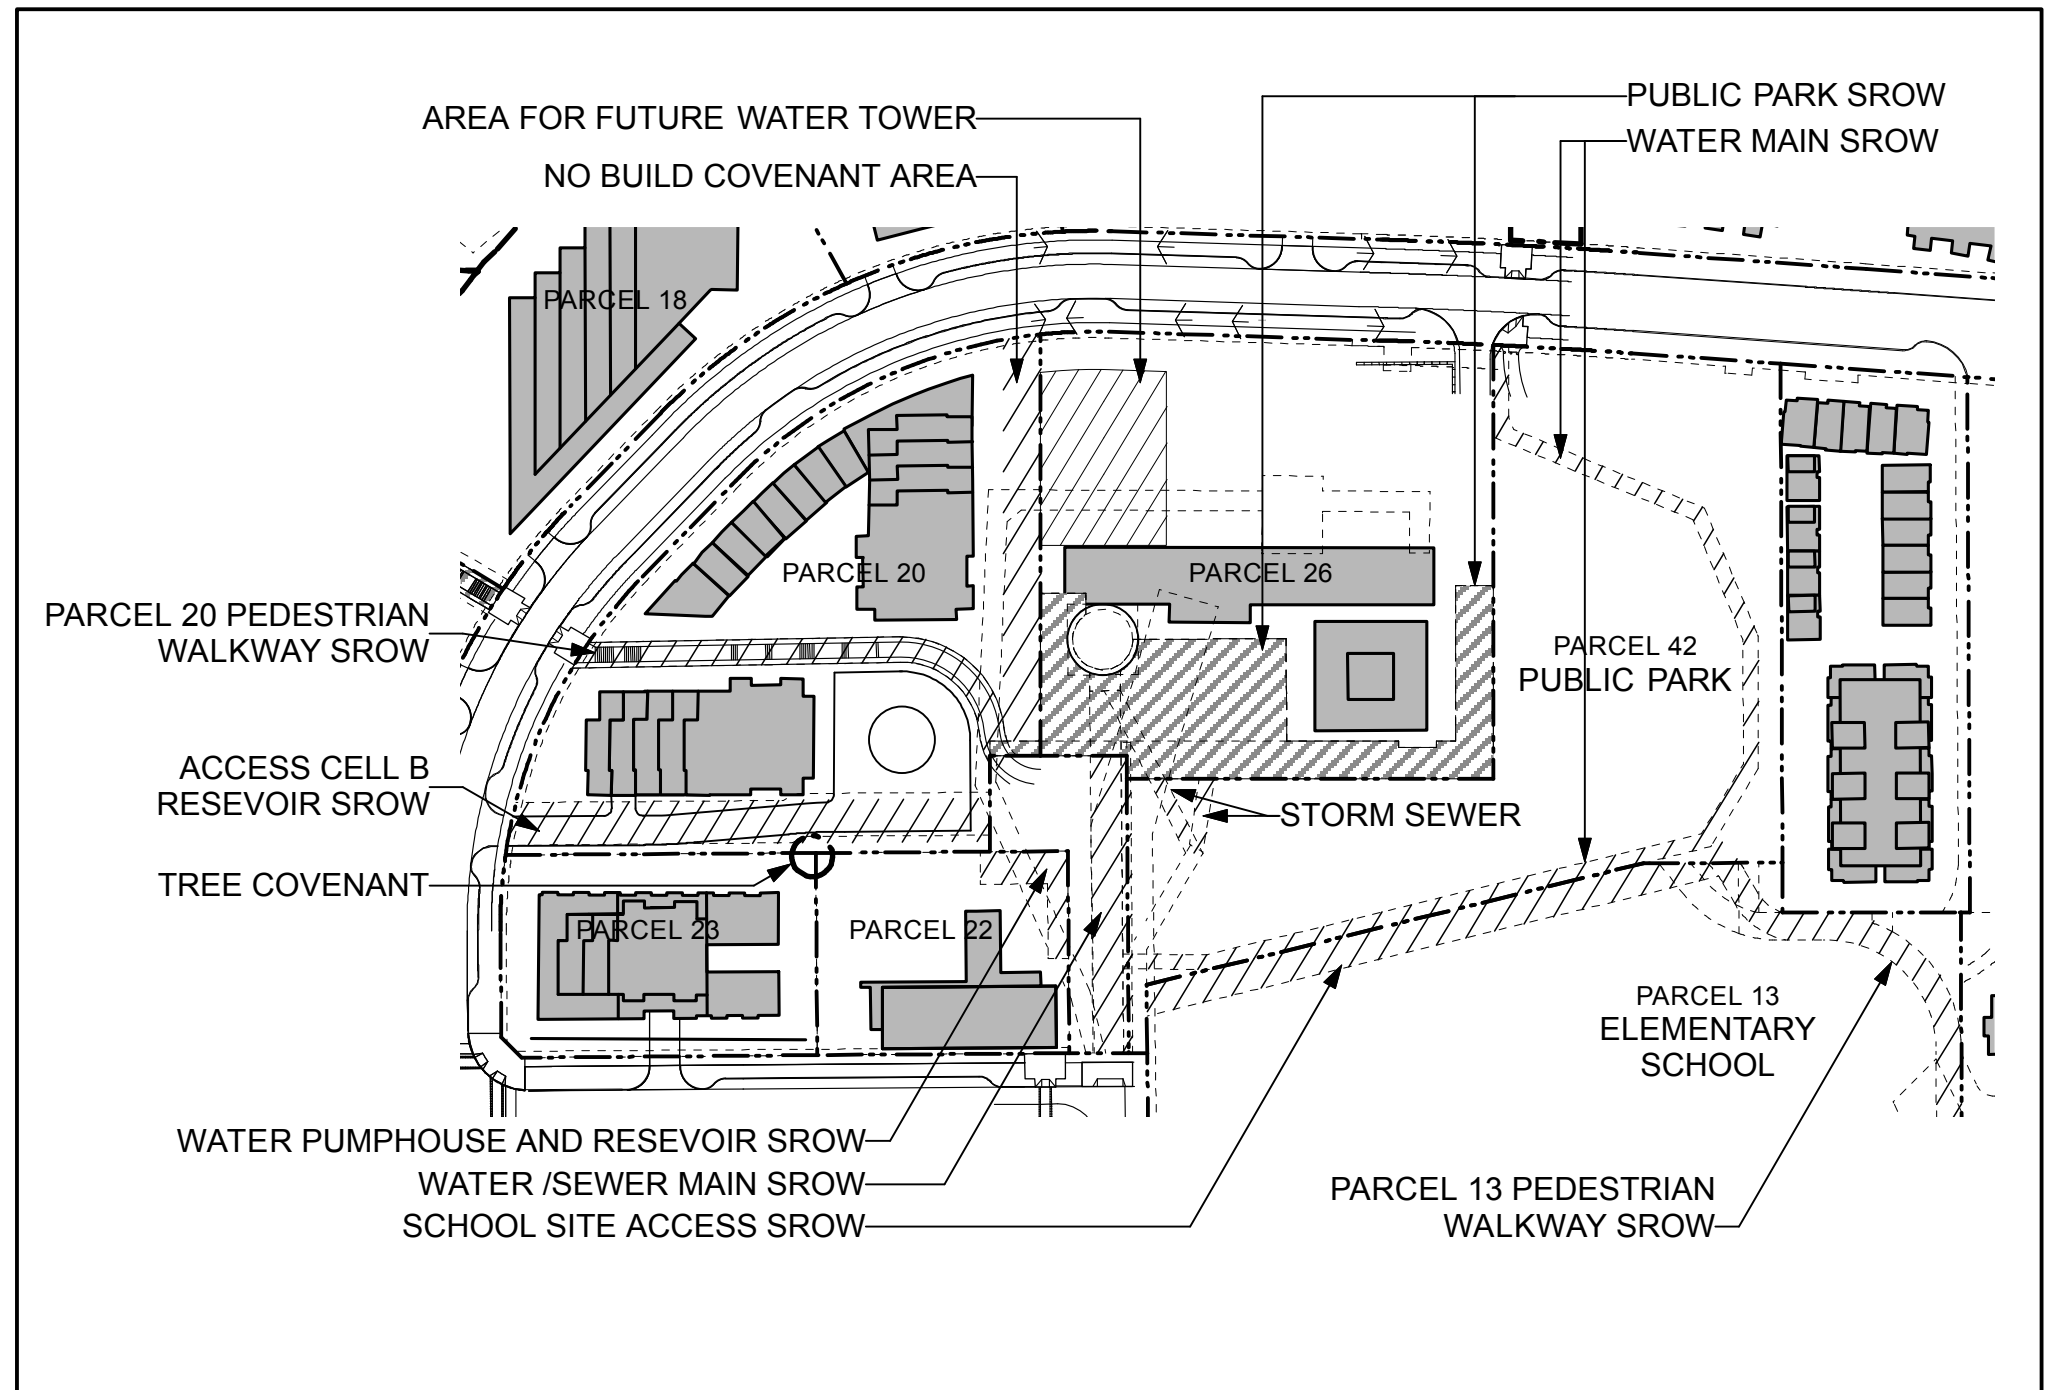 PUBLIC PARK SROW
AREA FOR FUTURE WATER TOWER
WATER MAIN SROW
NO BUILD COVENANT AREA
PARCEL 18
PARCEL 20
PARCEL 26
PARCEL 20 PEDESTRIAN
WALKWAY SROW
PARCEL 42
PUBLIC PARK
ACCESS CELL B
RESEVOIR SROW
STORM SEWER
TREE COVENANT
PARCEL 23
PARCEL 22
PARCEL 13
ELEMENTARY
SCHOOL
WATER PUMPHOUSE AND RESEVOIR SROW
WATER /SEWER MAIN SROW
SCHOOL SITE ACCESS SROW
PARCEL 13 PEDESTRIAN
WALKWAY SROW